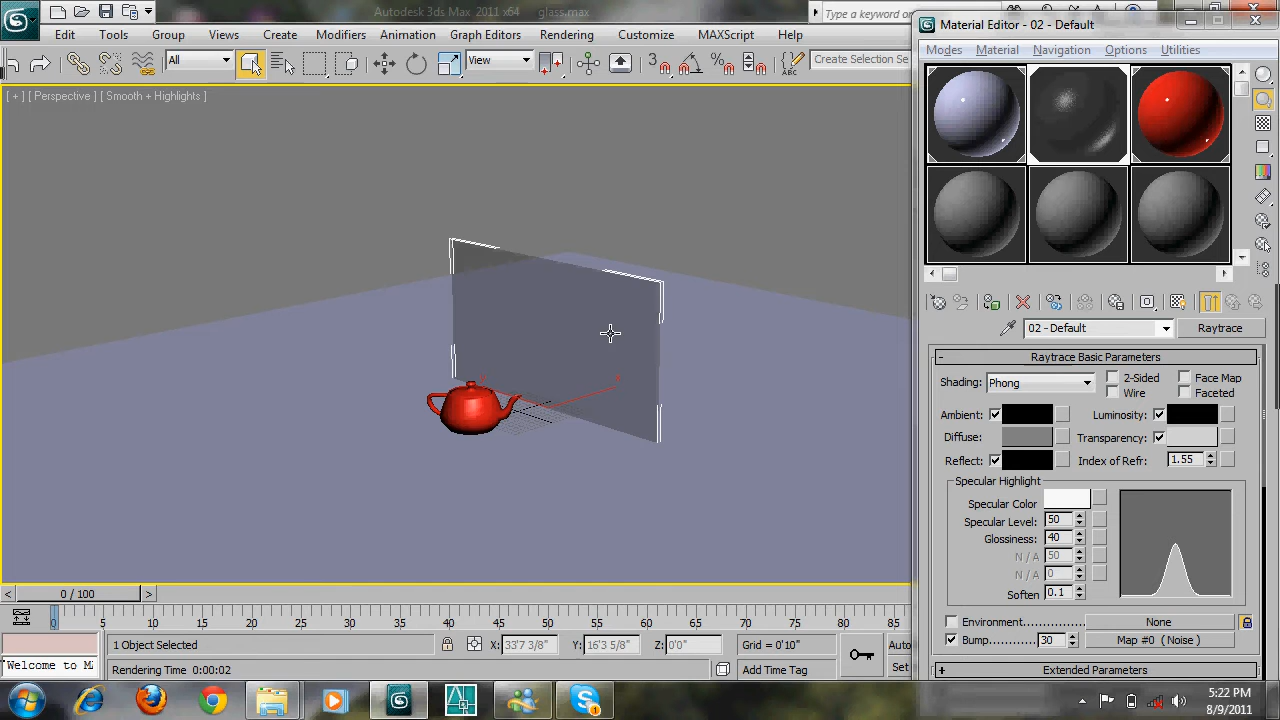 Autodesk 3ds Max 2011 x64 glass.max
Type a keyword or
Edit Tools Group Create Modifiers Animation Graph Editors Rendering Customize MAXScript Help
All View Create Selection Se
ABC
[ + ] [ Perspective ] [ Smooth + Highlights ]
Material Editor - 02 - Default
Modes Material Navigation Options Utilities
02 - Default Raytrace
- Raytrace Basic Parameters
Shading: Phong 2-Sided Face Map
Wire Faceted
Ambient: Luminosity:
Diffuse: Transparency:
Reflect: Index of Refr: 1.55
Specular Highlight
Specular Color
Specular Level: 50
Glossiness: 40
N / A 50
N / A 0
Soften 0.1
Environment............... None
Bump........... 30 Map #0 ( Noise )
+ Extended Parameters
< 0 / 100 >
0 5 10 15 20 25 30 35 40 45 50 55 60 65 70 75 80 85 90
1 Object Selected X: 33'7 3/8" Y: 16'3 5/8" Z: 0'0" Grid = 0'10" Auto
Welcome to M Rendering Time 0:00:02 Add Time Tag Set
5:22 PM
8/9/2011